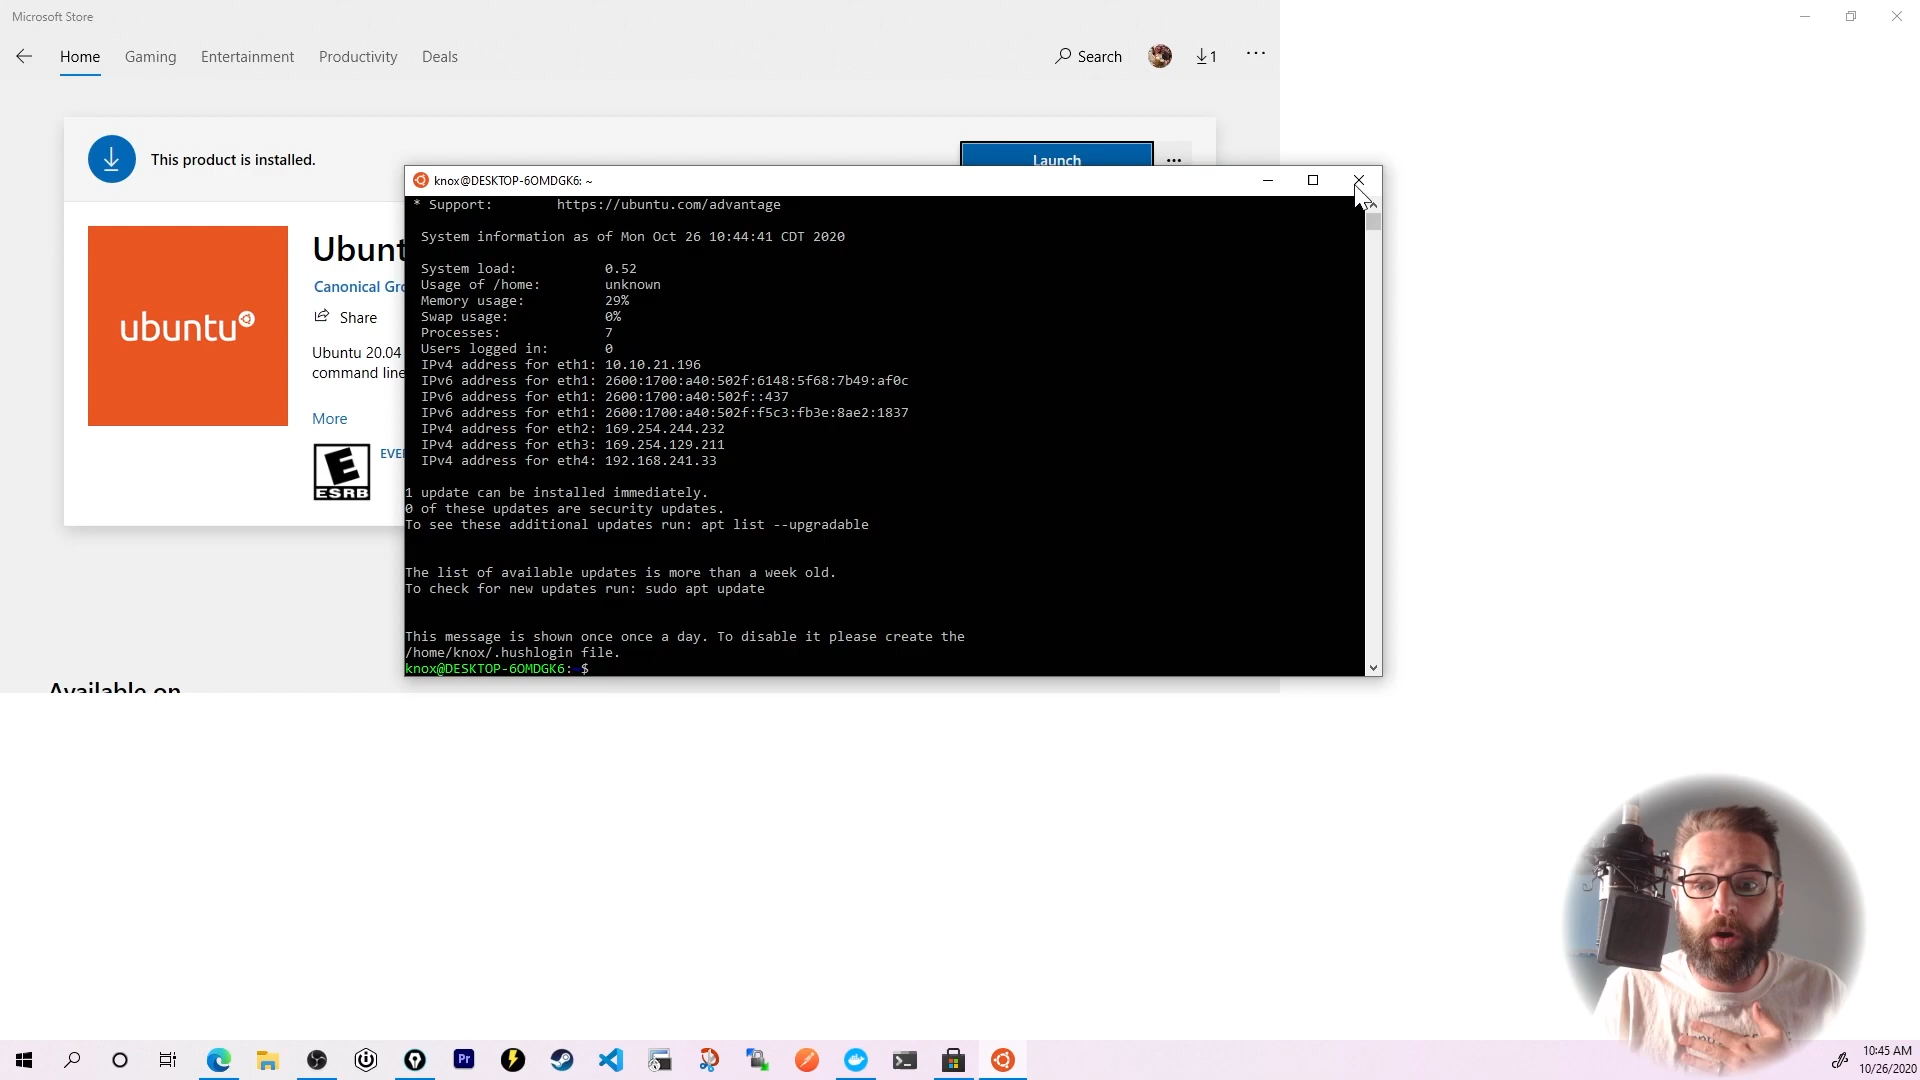 Microsoft Store
Home Gaming Entertainment Productivity Deals
Search
1
This product is installed.
Launch
ubuntu
Ubunt
Canonical Gro
Share
Ubuntu 20.04
command line
More
E
ESRB
EVE
Available on
knox@DESKTOP-6OMDGK6: ~
* Support: https://ubuntu.com/advantage
System information as of Mon Oct 26 10:44:41 CDT 2020
System load: 0.52
Usage of /home: unknown
Memory usage: 29%
Swap usage: 0%
Processes: 7
Users logged in: 0
IPv4 address for eth1: 10.10.21.196
IPv6 address for eth1: 2600:1700:a40:502f:6148:5f68:7b49:af0c
IPv6 address for eth1: 2600:1700:a40:502f::437
IPv6 address for eth1: 2600:1700:a40:502f:f5c3:fb3e:8ae2:1837
IPv4 address for eth2: 169.254.244.232
IPv4 address for eth3: 169.254.129.211
IPv4 address for eth4: 192.168.241.33
1 update can be installed immediately.
0 of these updates are security updates.
To see these additional updates run: apt list --upgradable
The list of available updates is more than a week old.
To check for new updates run: sudo apt update
This message is shown once once a day. To disable it please create the
/home/knox/.hushlogin file.
knox@DESKTOP-6OMDGK6:~$
Pr
10:45 AM
10/26/2020